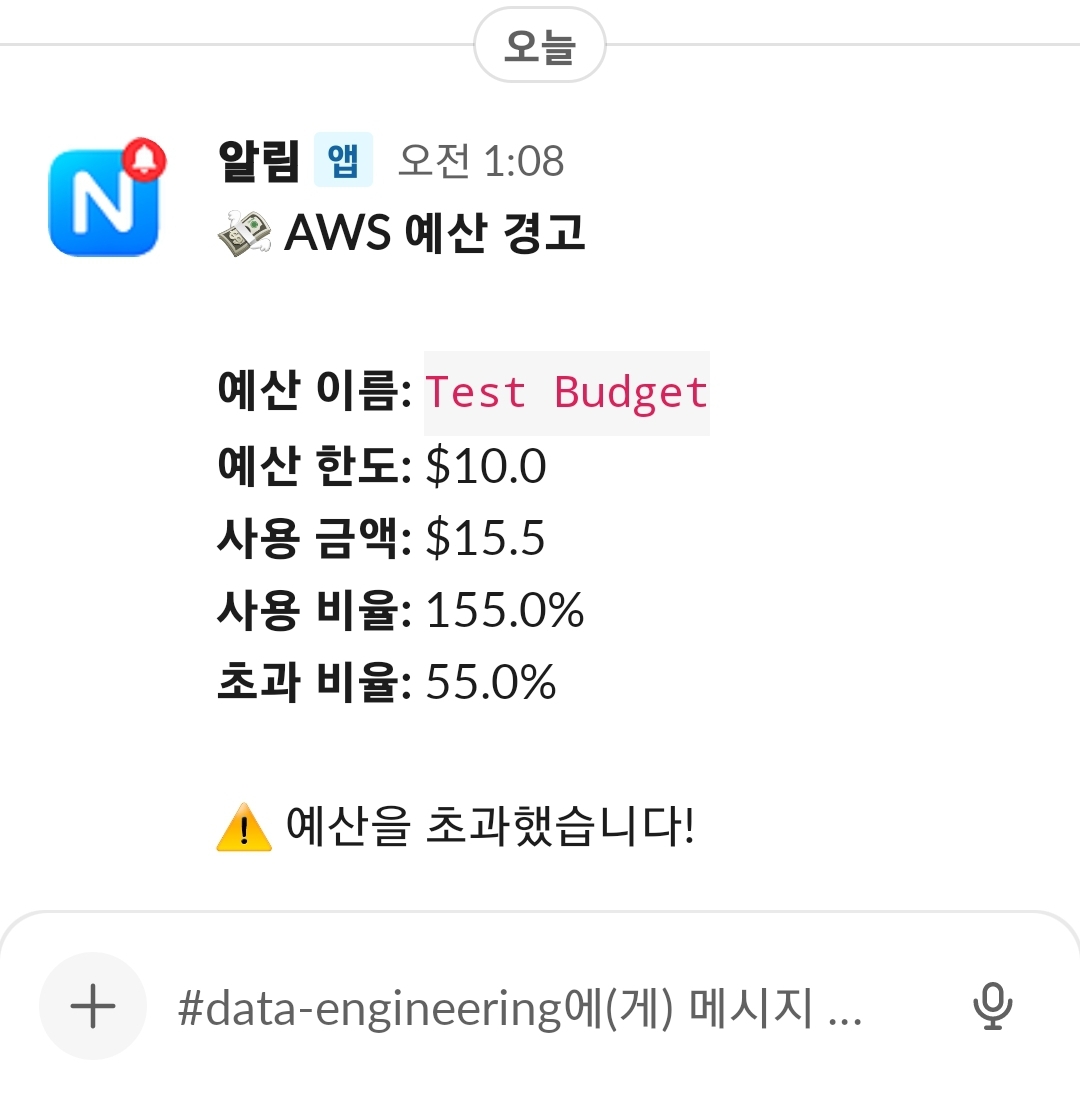 오늘
N
알림 앱 오전 1:08
💸 AWS 예산 경고
예산 이름: Test Budget
예산 한도: $10.0
사용 금액: $15.5
사용 비율: 155.0%
초과 비율: 55.0%
⚠️ 예산을 초과했습니다!
#data-engineering에(게) 메시지 ...